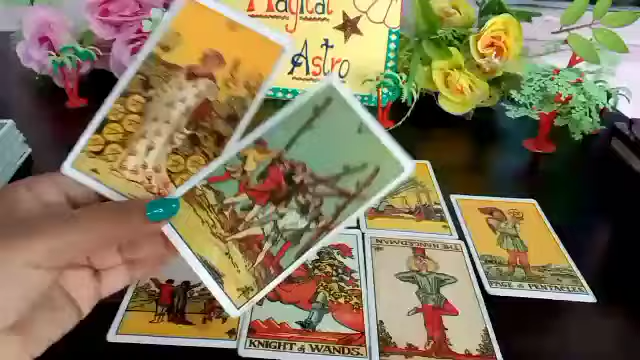 Magical
Astro
THE HANGED MAN
PAGE of PENTACLES
KNIGHT of WANDS.